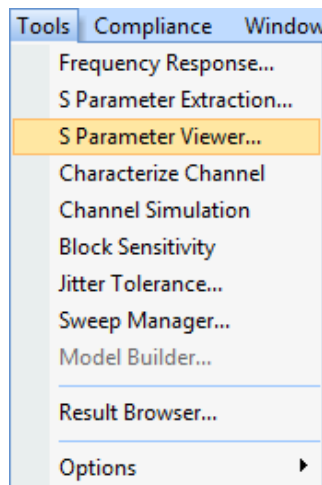 Tools Compliance Window
Frequency Response...
S Parameter Extraction...
S Parameter Viewer...
Characterize Channel
Channel Simulation
Block Sensitivity
Jitter Tolerance...
Sweep Manager...
Model Builder...
Result Browser...
Options